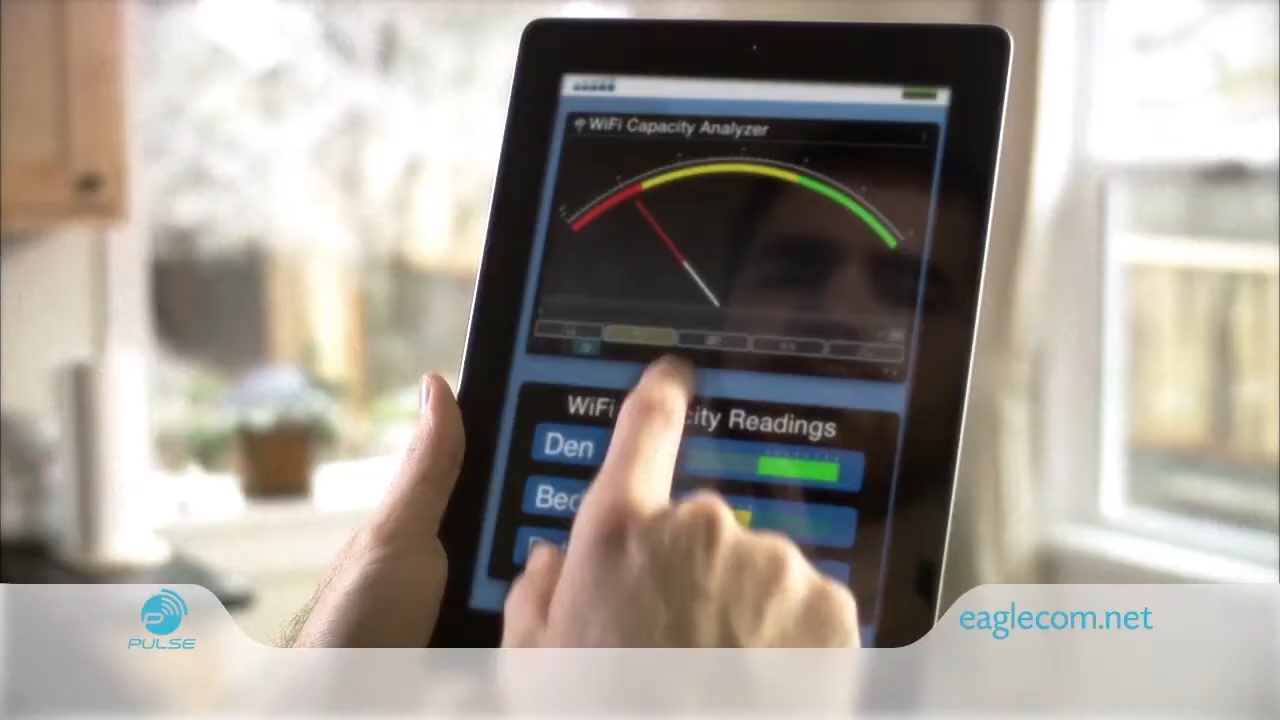 WiFi Capacity Analyzer
WiFi city Readings
Den
Bed
PULSE
eaglecom.net